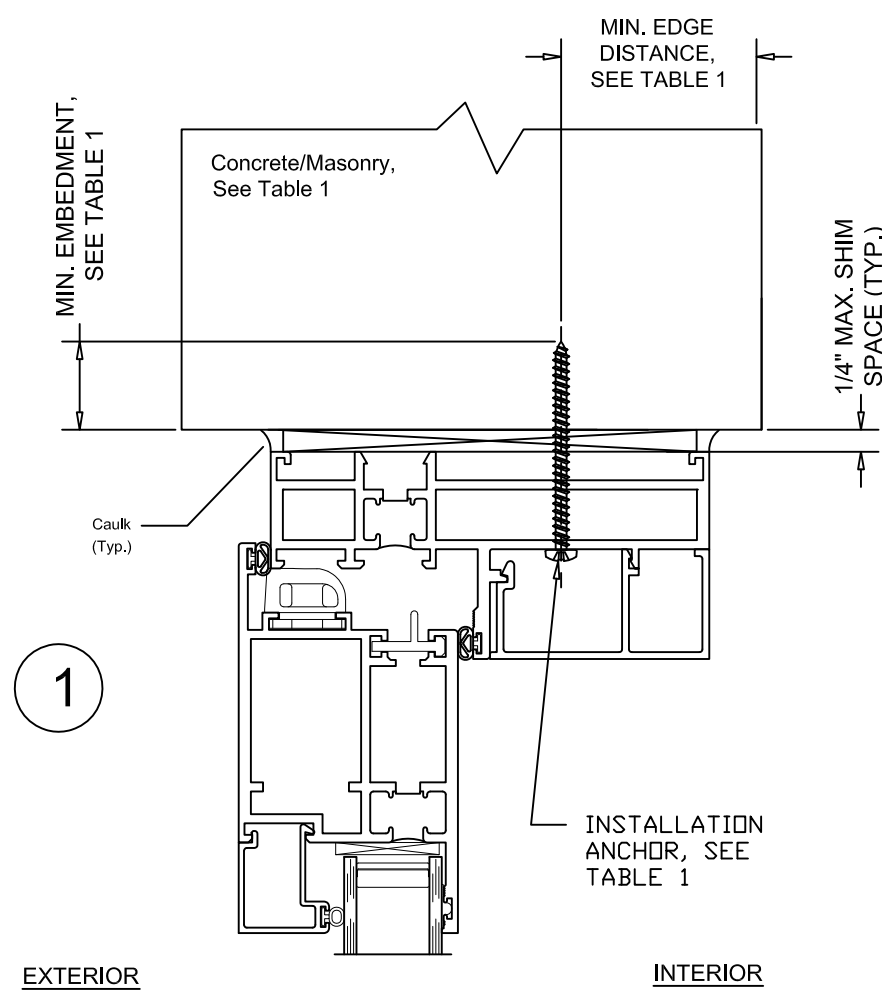 MIN. EDGE
DISTANCE,
SEE TABLE 1
MIN. EMBEDMENT,
SEE TABLE 1
Concrete/Masonry,
See Table 1
1/4" MAX. SHIM
SPACE (TYP.)
Caulk
(Typ.)
1
INSTALLATION
ANCHOR, SEE
TABLE 1
EXTERIOR
INTERIOR